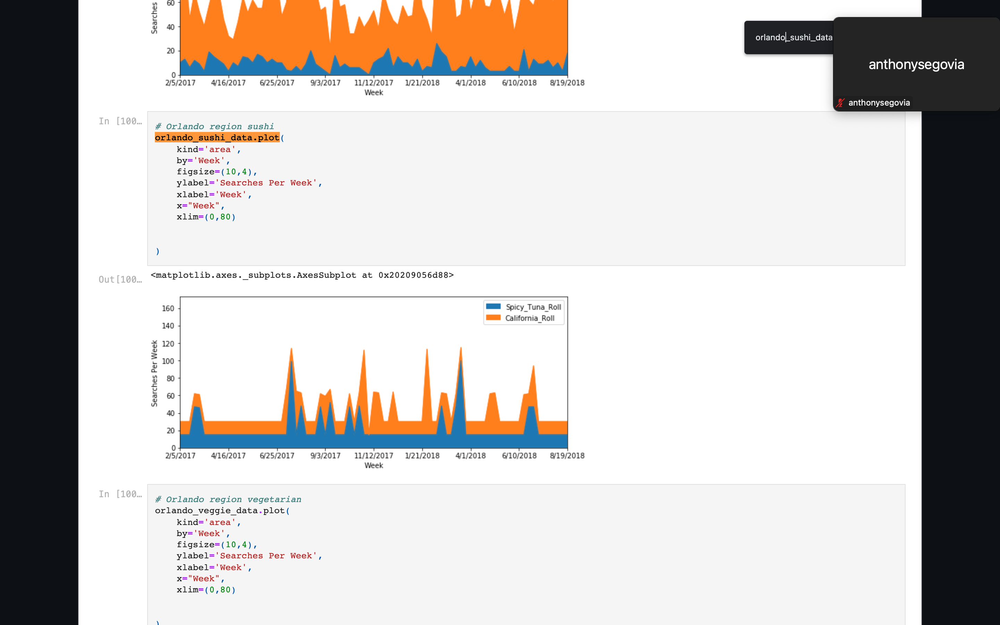 60
Searches
40
20
0
2/5/2017 4/16/2017 6/25/2017 9/3/2017 11/12/2017 1/21/2018 4/1/2018 6/10/2018 8/19/2018
Week
orlando_sushi_data
anthonysegovia
anthonysegovia
In [100…
# Orlando region sushi
orlando_sushi_data.plot(
kind='area',
by='Week',
figsize=(10,4),
ylabel='Searches Per Week',
xlabel='Week',
x="Week",
xlim=(0,80)
)
Out[100…
<matplotlib.axes._subplots.AxesSubplot at 0x20209056d88>
Spicy_Tuna_Roll
California_Roll
160
140
120
100
80
60
40
20
0
Searches Per Week
2/5/2017 4/16/2017 6/25/2017 9/3/2017 11/12/2017 1/21/2018 4/1/2018 6/10/2018 8/19/2018
Week
In [100…
# Orlando region vegetarian
orlando_veggie_data.plot(
kind='area',
by='Week',
figsize=(10,4),
ylabel='Searches Per Week',
xlabel='Week',
x="Week",
xlim=(0,80)
)